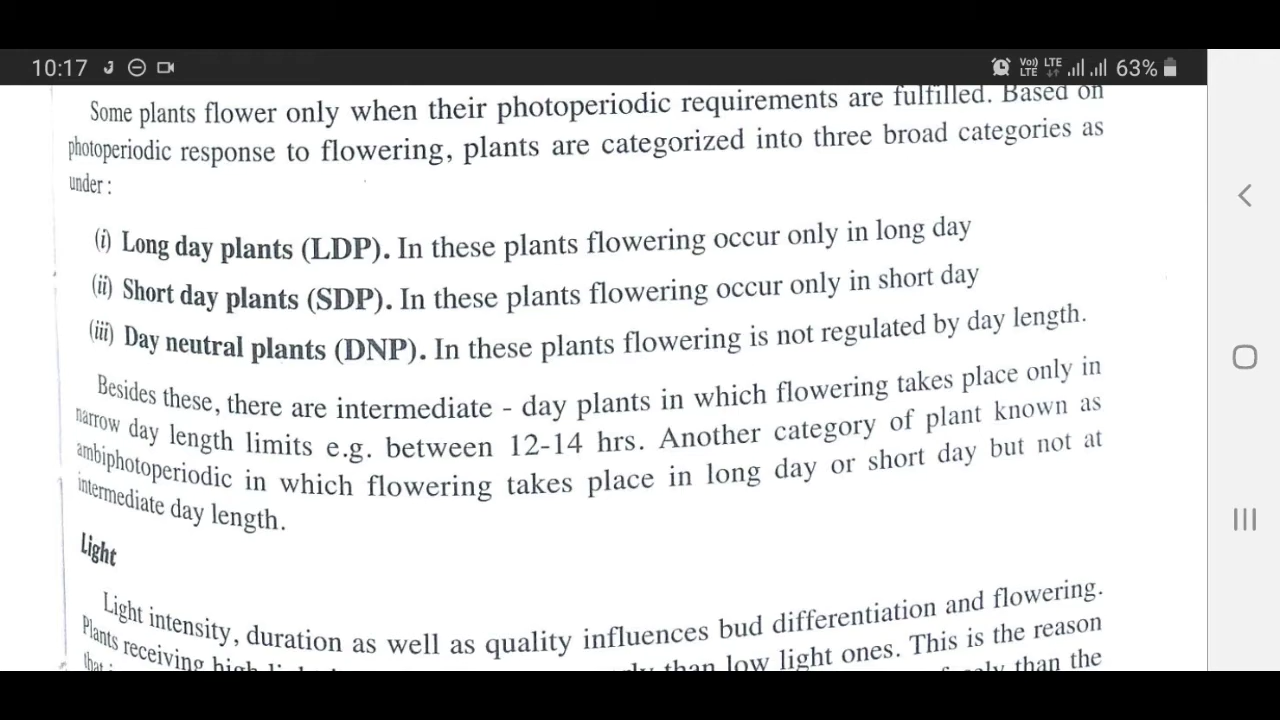 10:17 63%
Vo) LTE
LTE
Some plants flower only when their photoperiodic requirements are fulfilled. Based on
photoperiodic response to flowering, plants are categorized into three broad categories as
under :
(i) Long day plants (LDP). In these plants flowering occur only in long day
(ii) Short day plants (SDP). In these plants flowering occur only in short day
(iii) Day neutral plants (DNP). In these plants flowering is not regulated by day length.
Besides these, there are intermediate - day plants in which flowering takes place only in
narrow day length limits e.g. between 12-14 hrs. Another category of plant known as
ambiphotoperiodic in which flowering takes place in long day or short day but not at
intermediate day length.
Light
Light intensity, duration as well as quality influences bud differentiation and flowering.
Plants receiving high than low light ones. This is the reason
than the